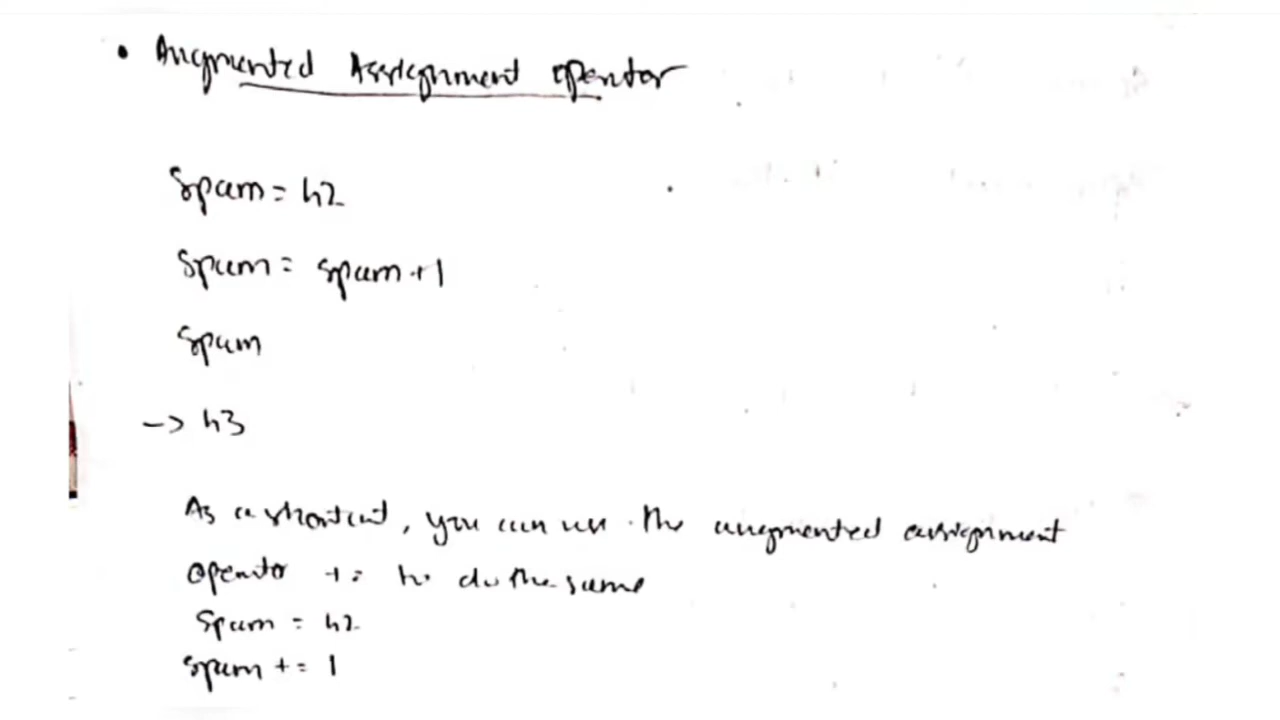 • Augmented Assignment operator
Spam = 42
Spam = spam + 1
Spam
-> 43
As a shortcut, you can use the augmented assignment
operator += to do the same
Spam = 42
spam += 1